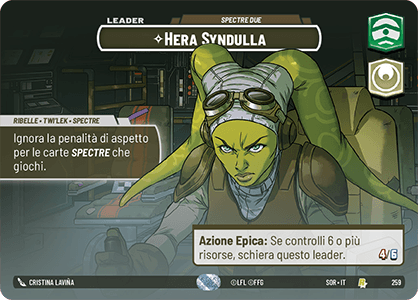 LEADER
SPECTRE DUE
✧HERA SYNDULLA
RIBELLE • TWI'LEK • SPECTRE
Ignora la penalità di aspetto
per le carte SPECTRE che
giochi.
Azione Epica: Se controlli 6 o più
risorse, schiera questo leader.
4/6
CRISTINA LAVIÑA
©LFL ©FFG
SOR • IT
259